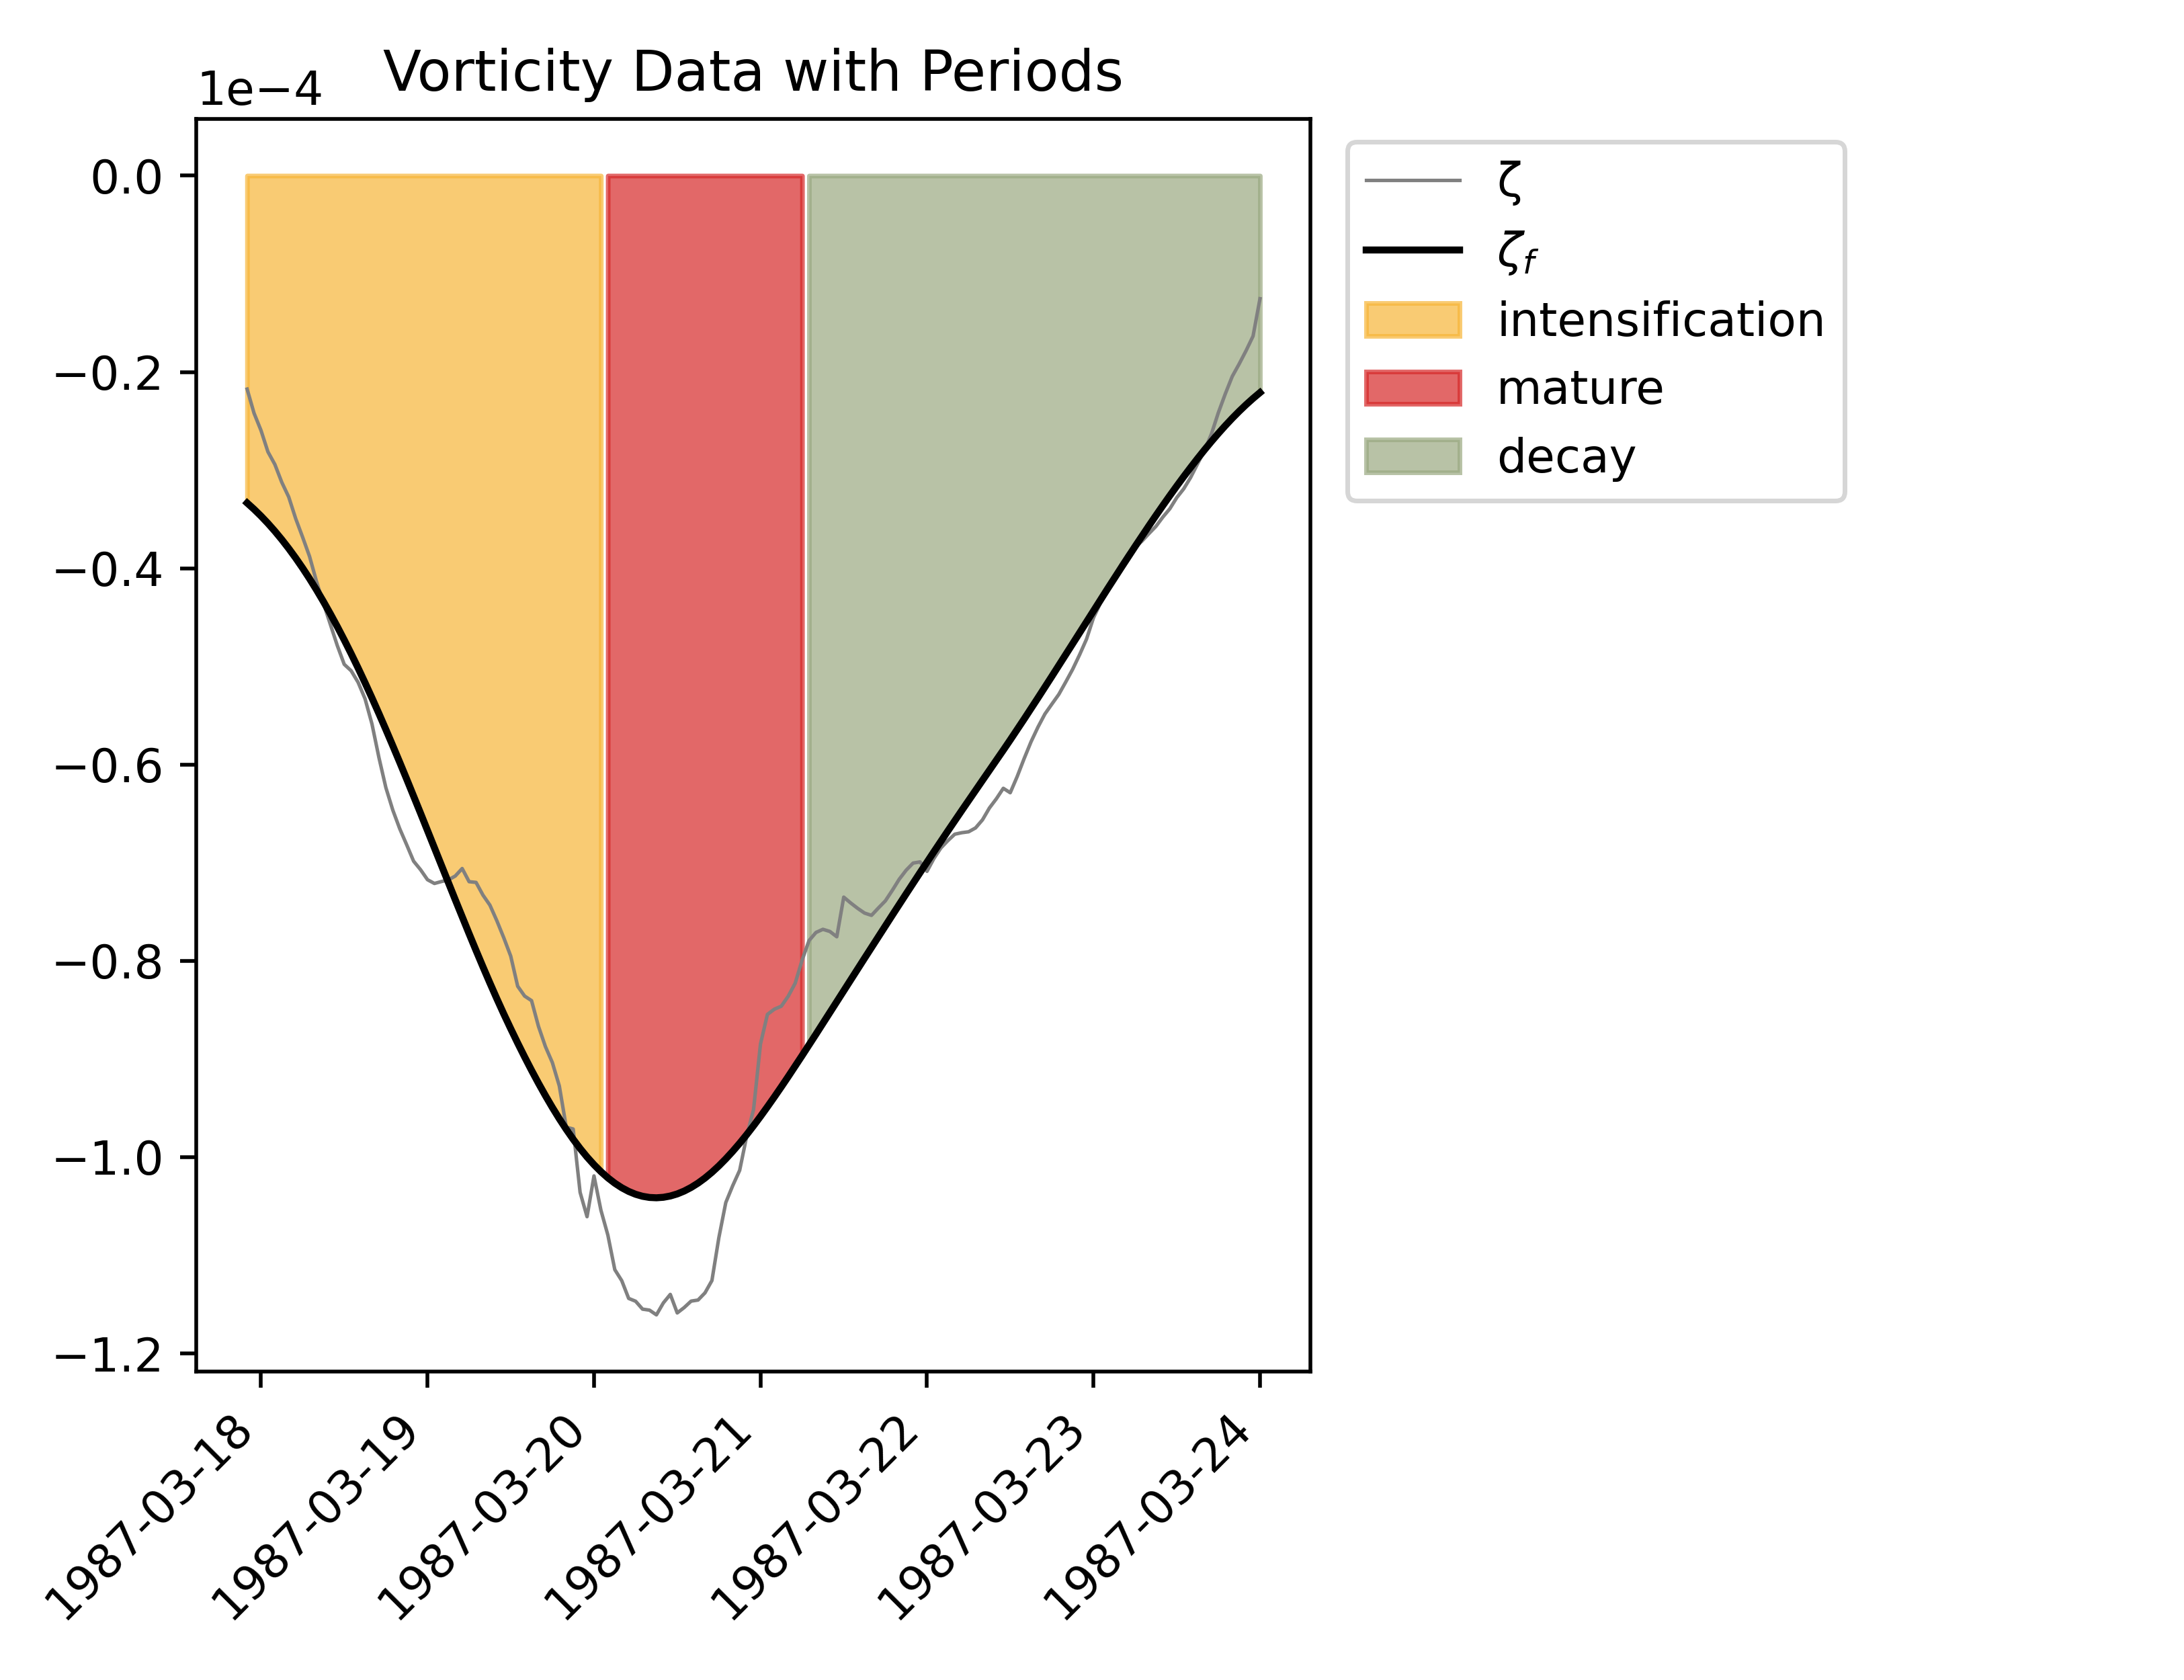 Vorticity Data with Periods
1e−4
0.0
−0.2
−0.4
−0.6
−0.8
−1.0
−1.2
1987-03-18
1987-03-19
1987-03-20
1987-03-21
1987-03-22
1987-03-23
1987-03-24
ζ
ζf
intensification
mature
decay